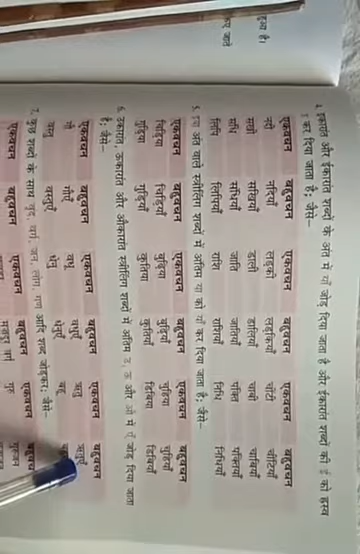 हुआ है।
जाते
4. इकारांत और ईकारांत शब्दों के अंत में याँ जोड़ दिया जाता है और ईकारांत शब्दों की ई को ह्रस्व
इ कर दिया जाता है; जैसे—
एकवचन बहुवचन एकवचन बहुवचन एकवचन बहुवचन
नदी नदियाँ लड़की लड़कियाँ चींटी चींटियाँ
सखी सखियाँ डाली डालियाँ चाबी चाबियाँ
संधि संधियाँ जाति जातियाँ पंक्ति पंक्तियाँ
लिपि लिपियाँ राशि राशियाँ निधि निधियाँ
5. इया अंत वाले स्त्रीलिंग शब्दों में अंतिम या को याँ कर दिया जाता है; जैसे—
एकवचन बहुवचन एकवचन बहुवचन एकवचन बहुवचन
चिड़िया चिड़ियाँ बुढ़िया बुढ़ियाँ चुहिया चुहियाँ
गुड़िया गुड़ियाँ कुतिया कुतियाँ डिबिया डिबियाँ
6. उकारांत, ऊकारांत और औकारांत स्त्रीलिंग शब्दों में अंतिम उ, ऊ और औ में एँ जोड़ दिया जाता
है; जैसे—
एकवचन बहुवचन एकवचन बहुवचन एकवचन बहुवचन
गौ गौएँ वधू वधुएँ ऋतु ऋतुएँ
वस्तु वस्तुएँ धेनु धेनुएँ बहू
7. कुछ शब्दों के साथ वृंद, वर्ग, जन, लोग, गण आदि शब्द जोड़कर; जैसे—
एकवचन बहुवचन एकवचन बहुवचन एकवचन बहुवचन
वर्ग गुरु गुरुजन